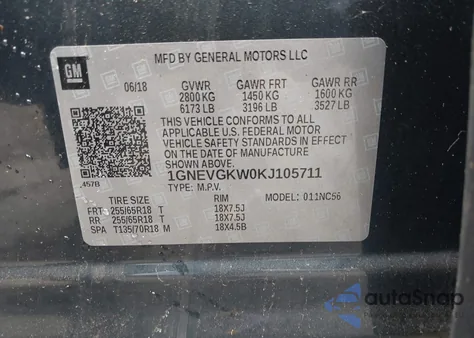 MFD BY GENERAL MOTORS LLC
GM
06/18 GVWR GAWR FRT GAWR RR
2800 KG 1450 KG 1600 KG
6173 LB 3196 LB 3527 LB
THIS VEHICLE CONFORMS TO ALL
APPLICABLE U.S. FEDERAL MOTOR
VEHICLE SAFETY STANDARDS IN EFFECT
ON THE DATE OF MANUFACTURE
SHOWN ABOVE.
1GNEVGKW0KJ105711
TYPE: M.P.V.
457B
TIRE SIZE RIM MODEL: 011NC56
FRT 255/65R18 T 18X7.5J
RR 255/65R18 T 18X7.5J
SPA T135/70R18 M 18X4.5B
autoSnap